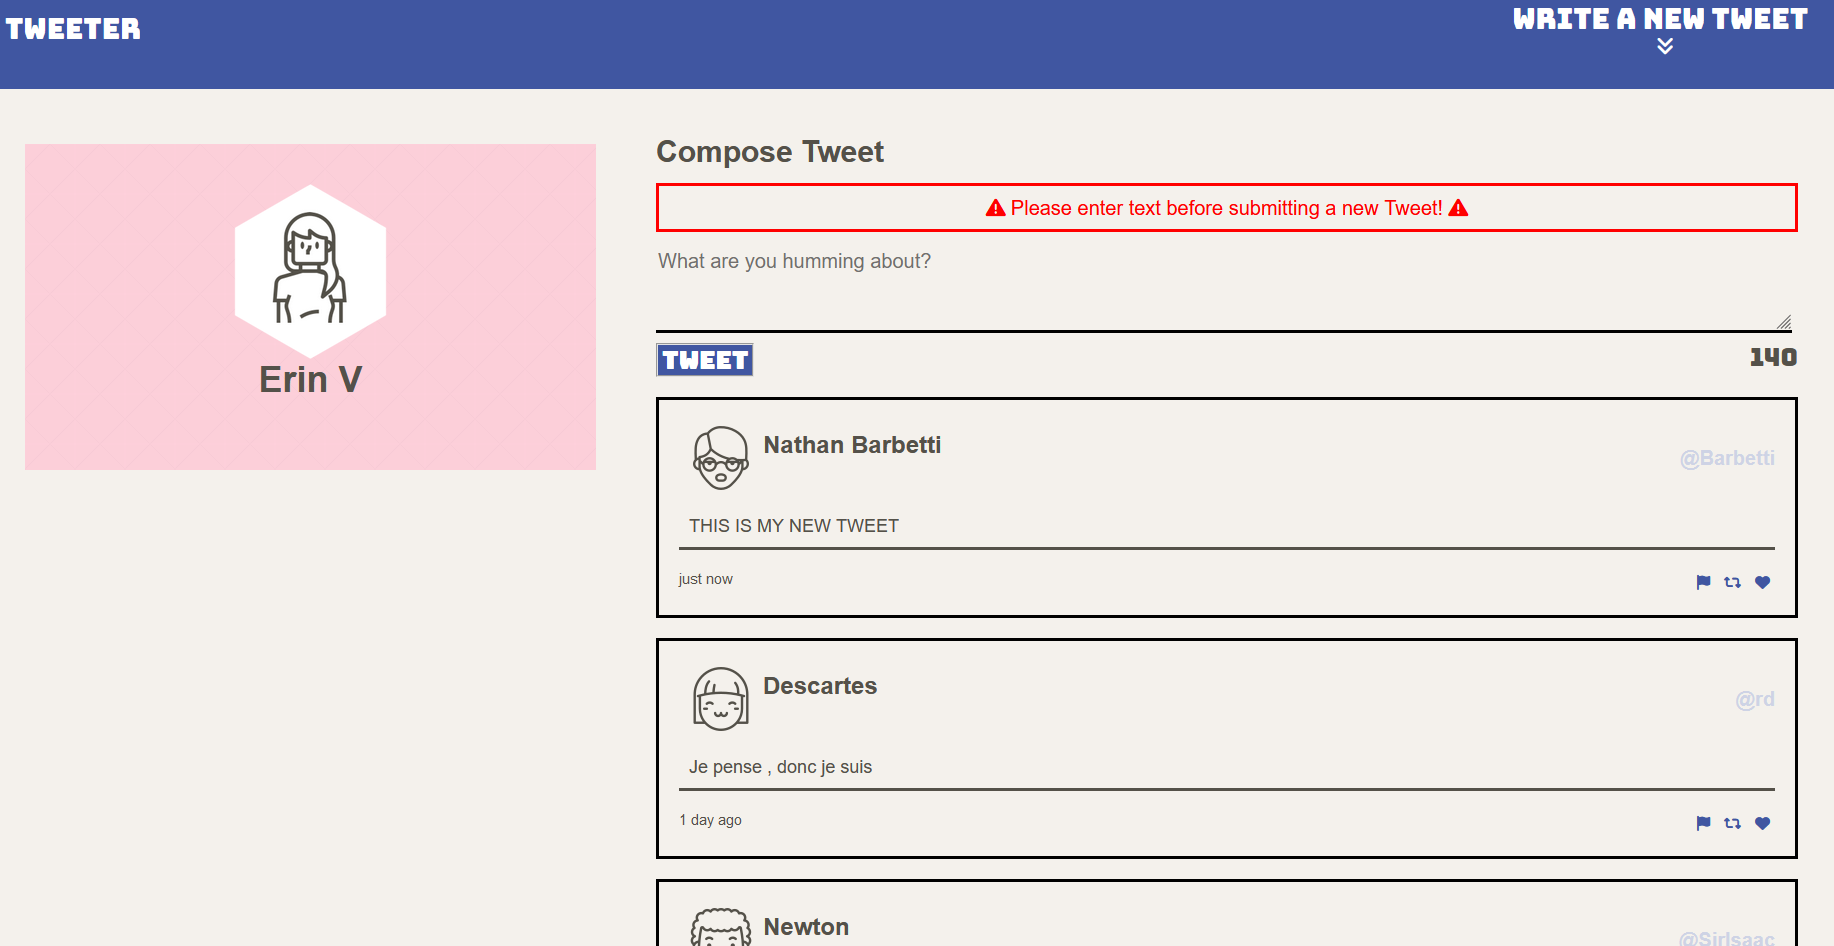 TWEETER
WRITE A NEW TWEET
Erin V
Compose Tweet
Please enter text before submitting a new Tweet!
What are you humming about?
TWEET
140
Nathan Barbetti
@Barbetti
THIS IS MY NEW TWEET
just now
Descartes
@rd
Je pense , donc je suis
1 day ago
Newton
@SirIsaac